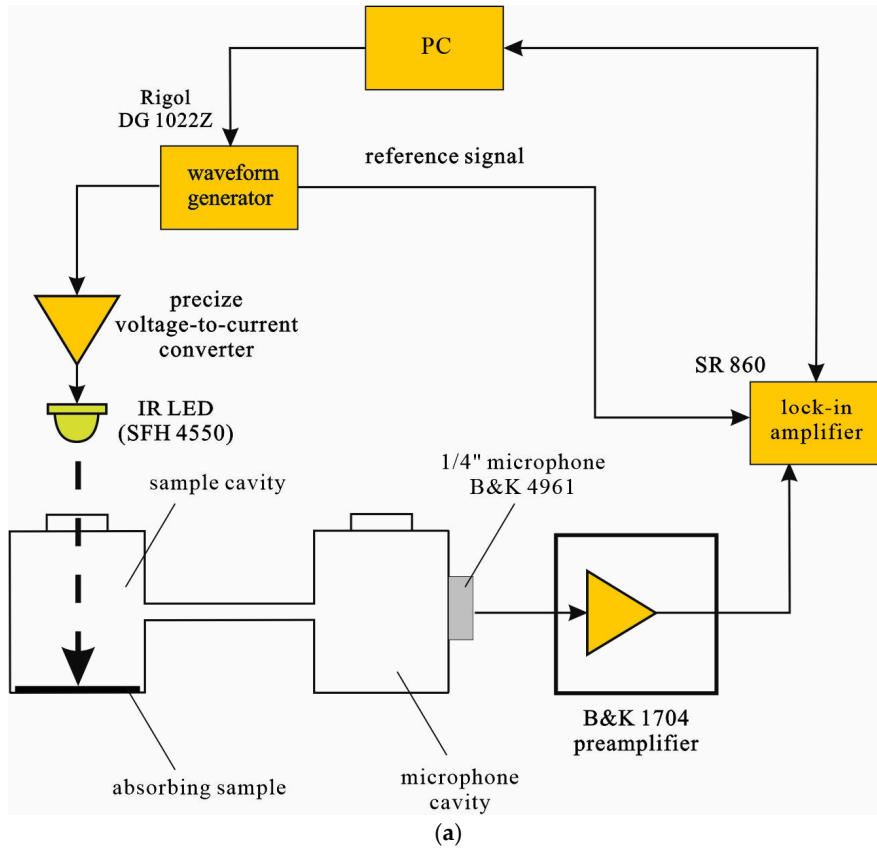 PC
Rigol
DG 1022Z
waveform
generator
reference signal
precize
voltage-to-current
converter
SR 860
lock-in
amplifier
IR LED
(SFH 4550)
1/4" microphone
B&K 4961
sample cavity
B&K 1704
preamplifier
absorbing sample
microphone
cavity
(a)